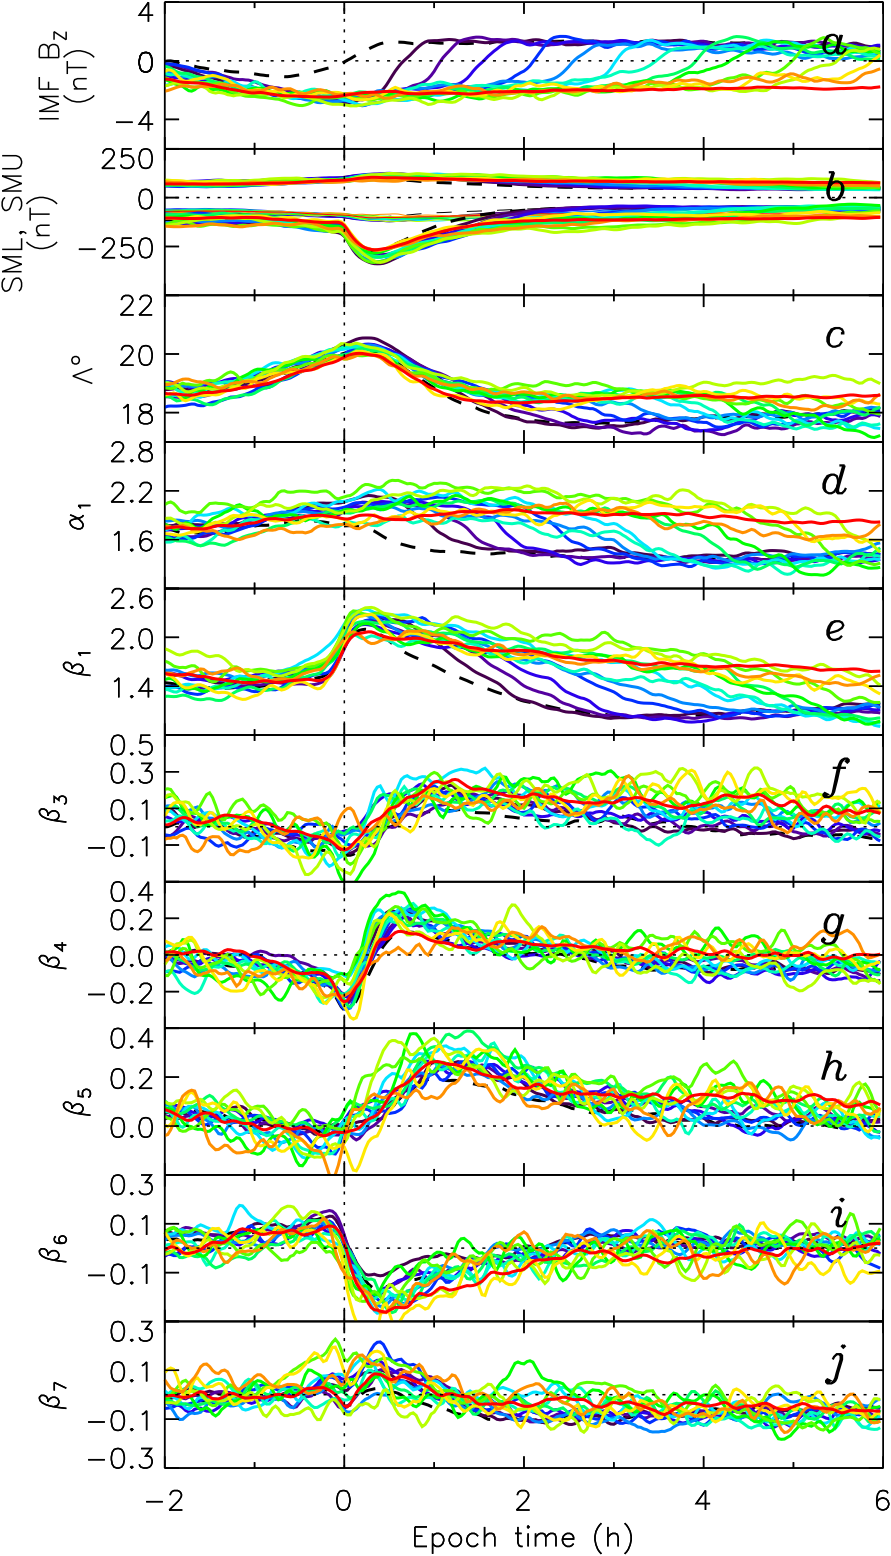 4
0
−4
IMF B_Z
(nT)
a
250
0
−250
SML, SMU
(nT)
b
22
20
18
Λ°
c
2.8
2.2
1.6
α₁
d
2.6
2.0
1.4
β₁
e
0.5
0.3
0.1
−0.1
β₃
f
0.4
0.2
0.0
−0.2
β₄
g
0.4
0.2
0.0
β₅
h
0.3
0.1
−0.1
β₆
i
0.3
0.1
−0.1
−0.3
β₇
j
−2 0 2 4 6
Epoch time (h)